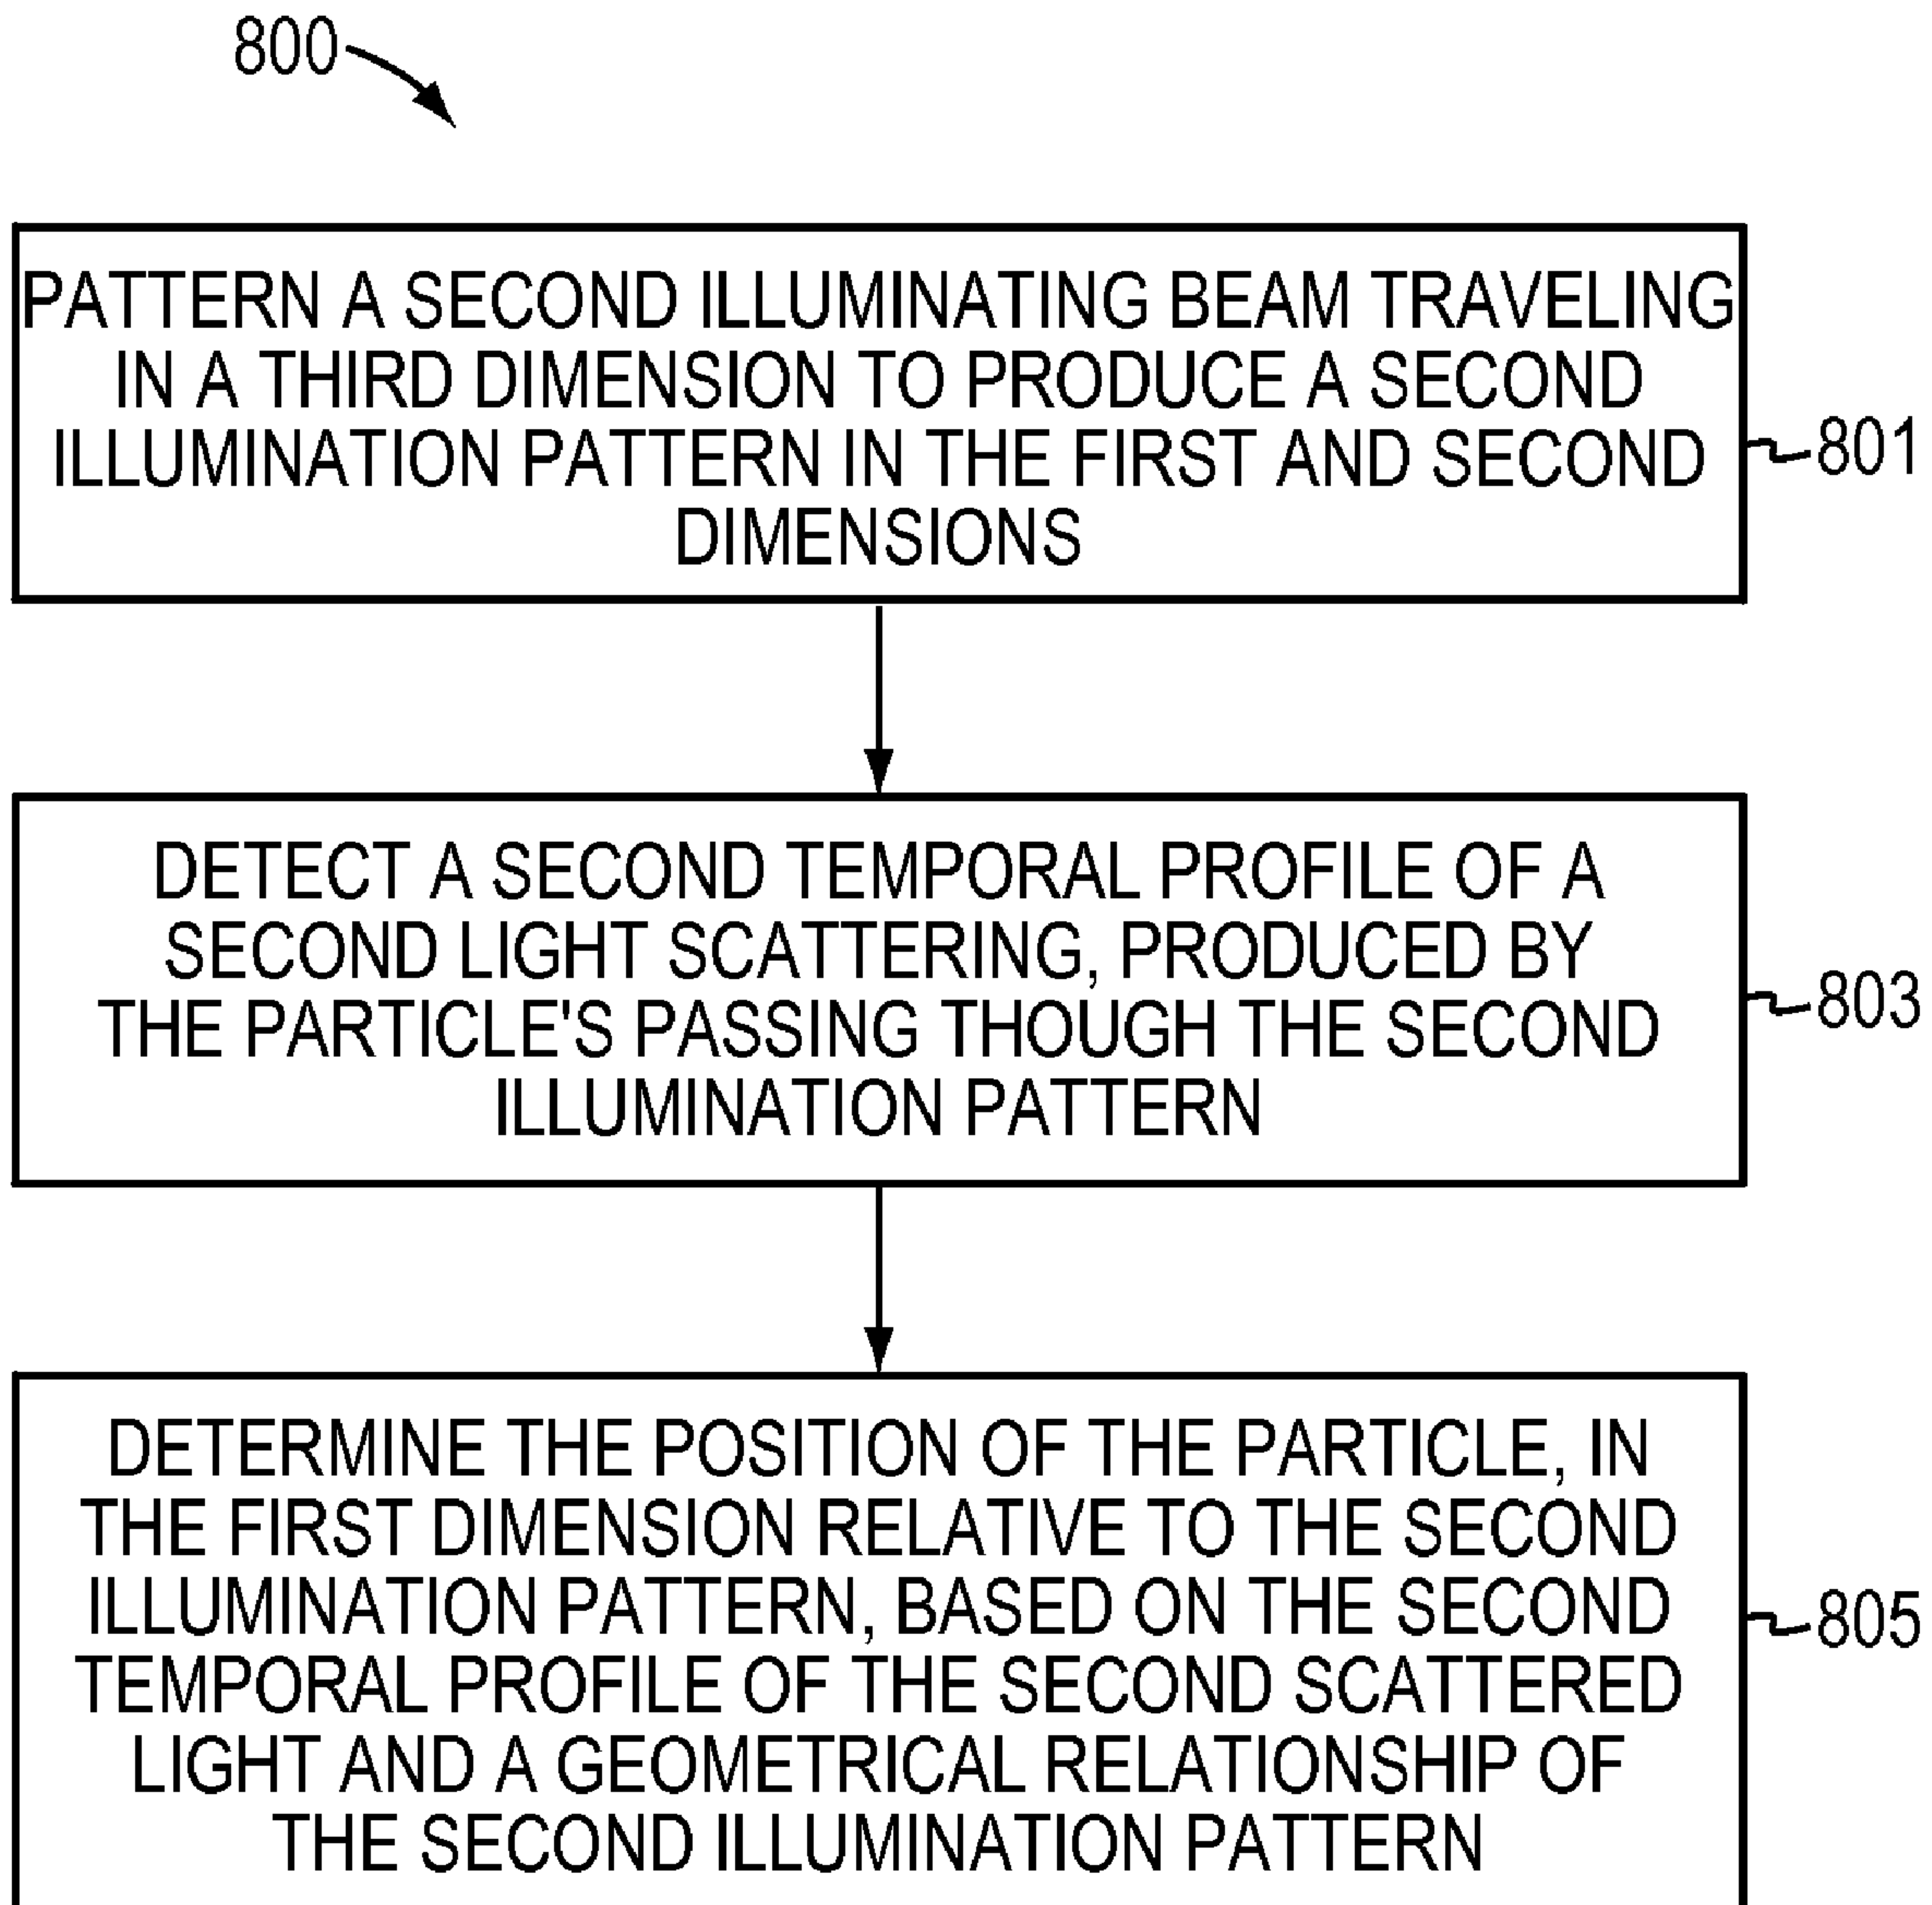 800
PATTERN A SECOND ILLUMINATING BEAM TRAVELING
IN A THIRD DIMENSION TO PRODUCE A SECOND
ILLUMINATION PATTERN IN THE FIRST AND SECOND
DIMENSIONS
801
DETECT A SECOND TEMPORAL PROFILE OF A
SECOND LIGHT SCATTERING, PRODUCED BY
THE PARTICLE'S PASSING THOUGH THE SECOND
ILLUMINATION PATTERN
803
DETERMINE THE POSITION OF THE PARTICLE, IN
THE FIRST DIMENSION RELATIVE TO THE SECOND
ILLUMINATION PATTERN, BASED ON THE SECOND
TEMPORAL PROFILE OF THE SECOND SCATTERED
LIGHT AND A GEOMETRICAL RELATIONSHIP OF
THE SECOND ILLUMINATION PATTERN
805